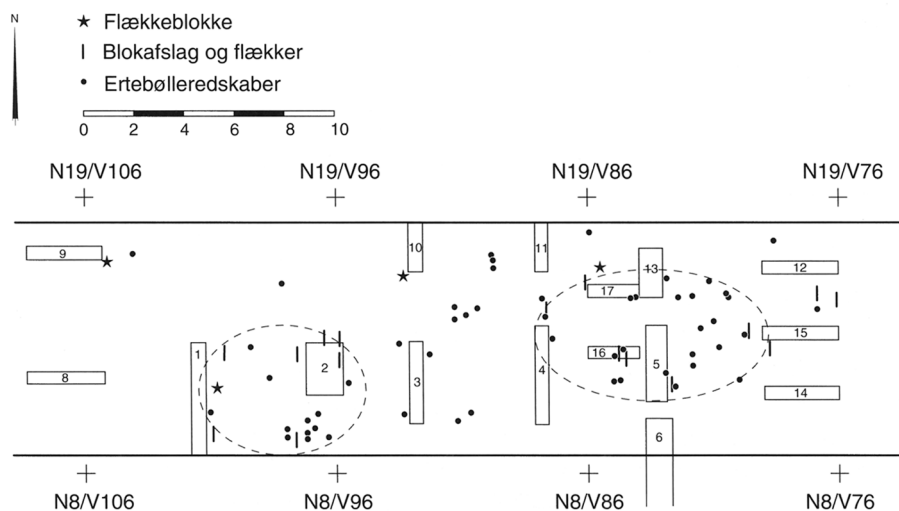 N
Flækkeblokke
Blokafslag og flækker
Ertebølleredskaber
0 2 4 6 8 10
N19/V106 N19/V96 N19/V86 N19/V76
9 10 11 13 12
17
1 2 3 4 16 5 15
8 14
6
N8/V106 N8/V96 N8/V86 N8/V76